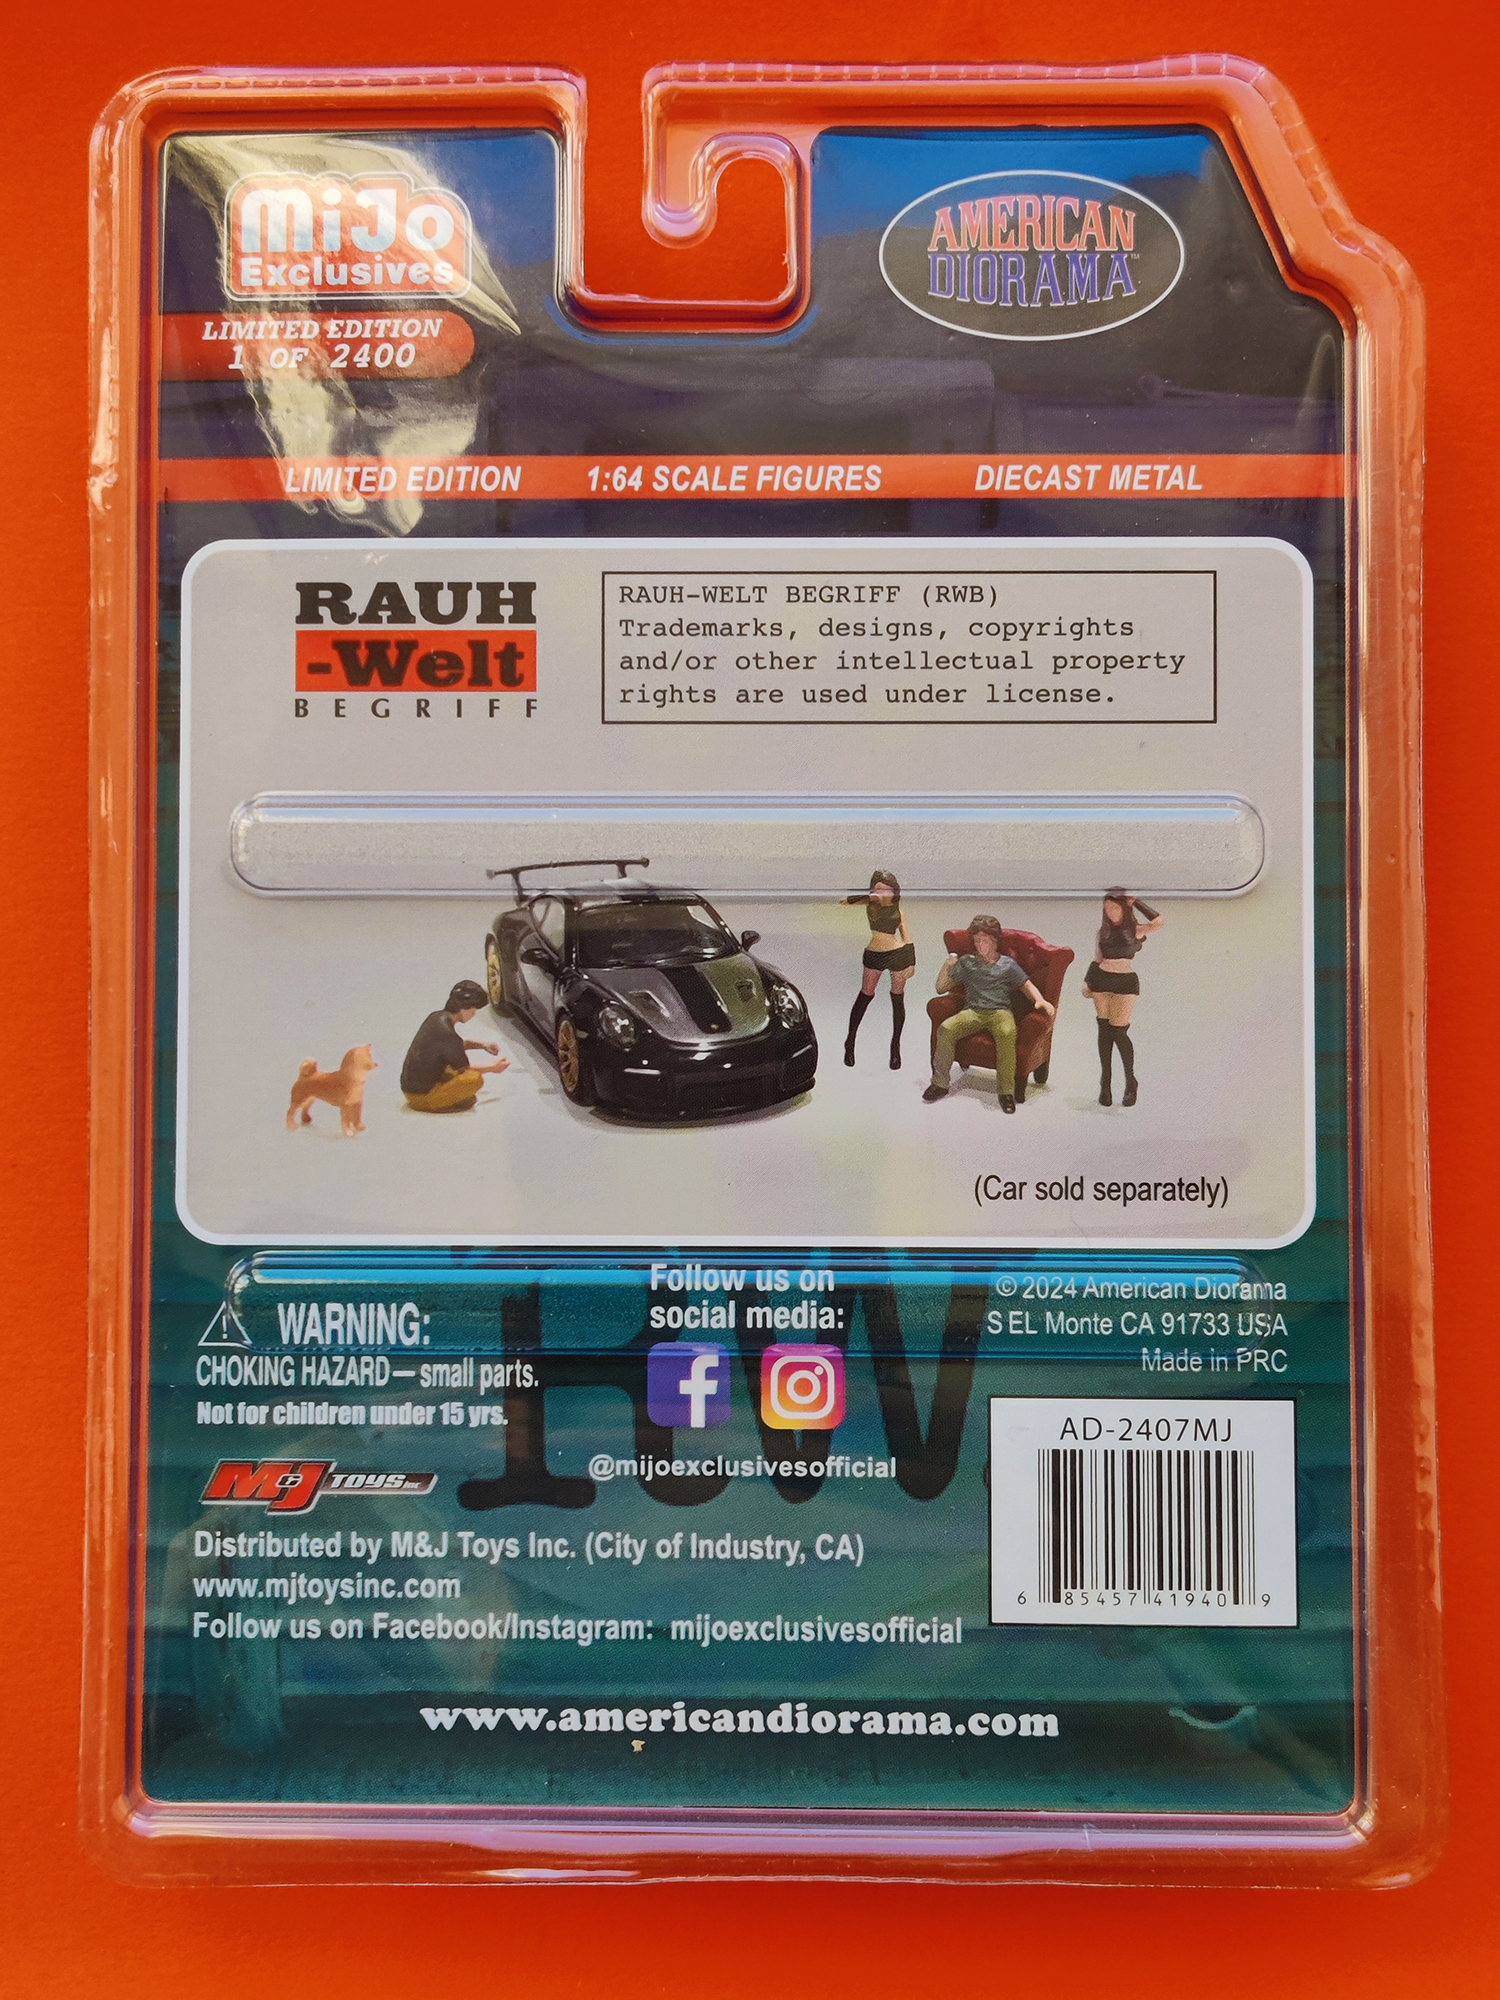 MiJo
Exclusives
AMERICAN
DIORAMA™
LIMITED EDITION
1 OF 2400
LIMITED EDITION 1:64 SCALE FIGURES DIECAST METAL
RAUH
-Welt
BEGRIFF
RAUH-WELT BEGRIFF (RWB)
Trademarks, designs, copyrights
and/or other intellectual property
rights are used under license.
(Car sold separately)
WARNING:
CHOKING HAZARD — small parts.
Not for children under 15 yrs.
Follow us on
social media:
@mijoexclusivesofficial
© 2024 American Diorama
S EL Monte CA 91733 USA
Made in PRC
AD-2407MJ
6 85457 41940 9
M&J TOYS INC
Distributed by M&J Toys Inc. (City of Industry, CA)
www.mjtoysinc.com
Follow us on Facebook/Instagram: mijoexclusivesofficial
www.americandiorama.com
RW